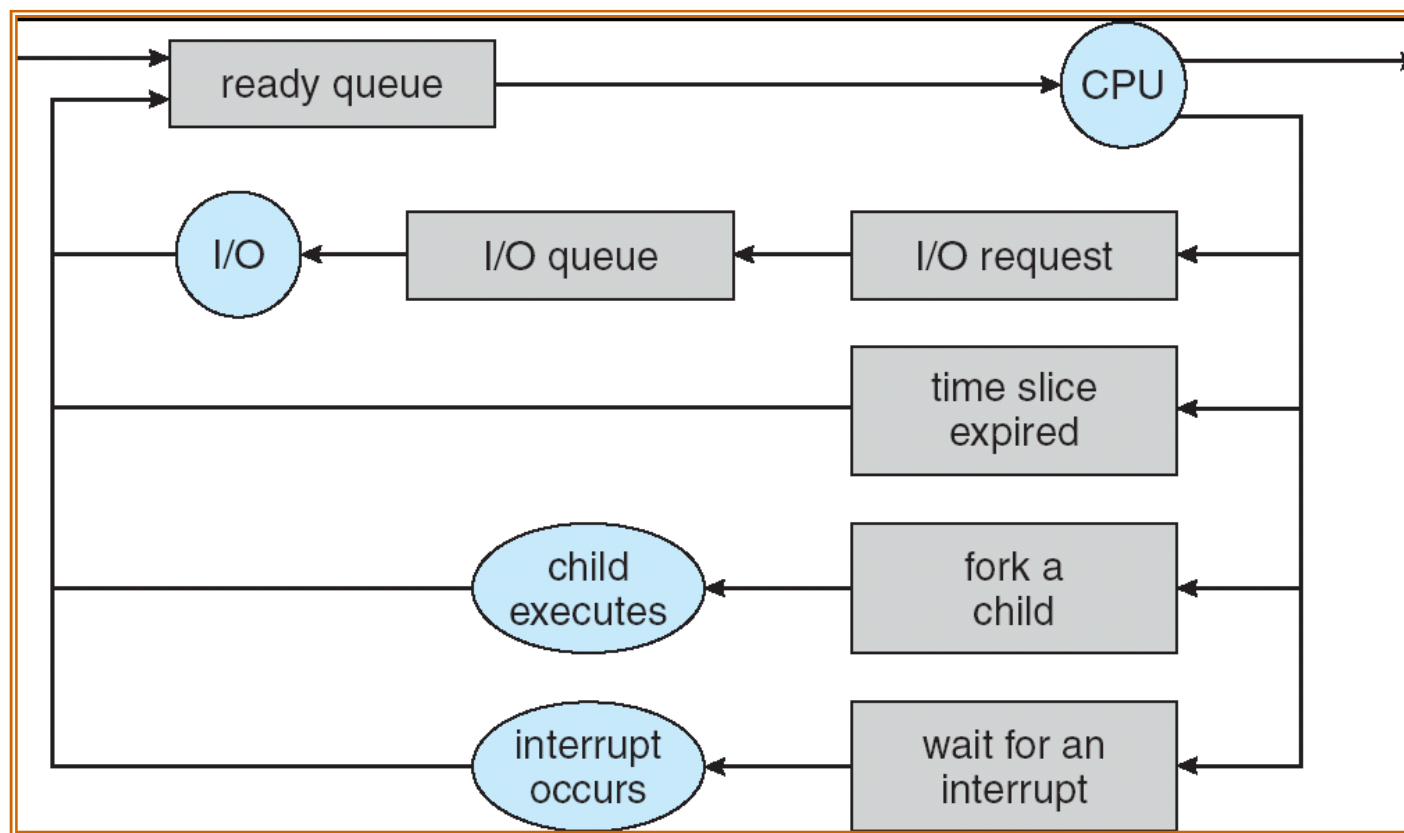 ready queue
CPU
I/O
I/O queue
I/O request
time slice
expired
child
executes
fork a
child
interrupt
occurs
wait for an
interrupt